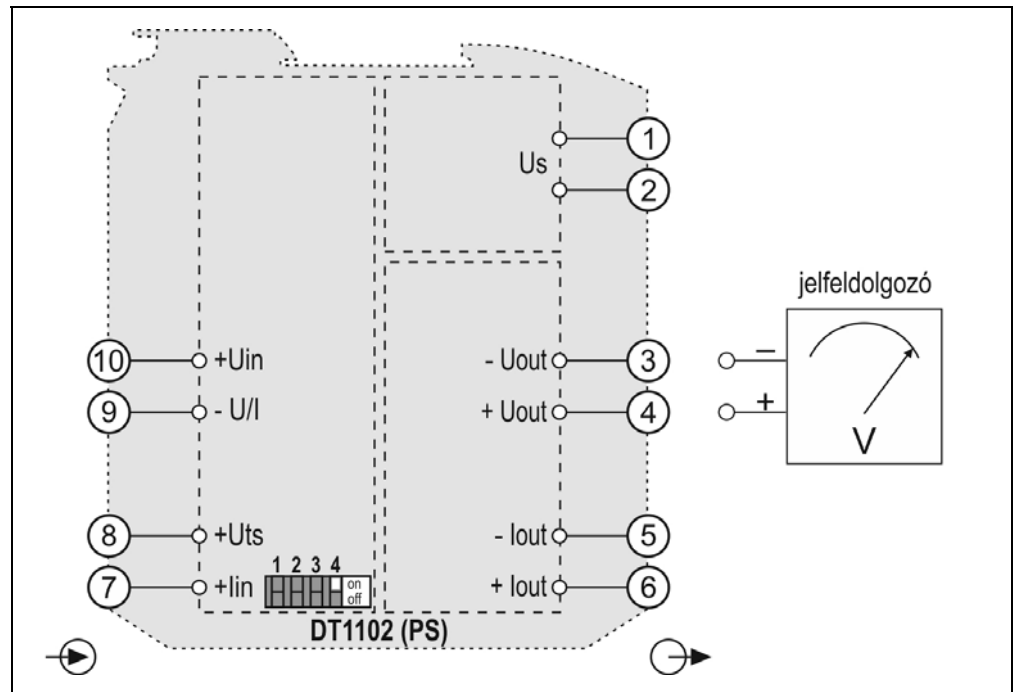 1
Us
2
jelfeldolgozó
10 +Uin
- Uout 3
–
9 - U/I
+ Uout 4
+
V
8 +Uts
- Iout 5
1 2 3 4
on
7 +Iin
off
+ Iout 6
DT1102 (PS)